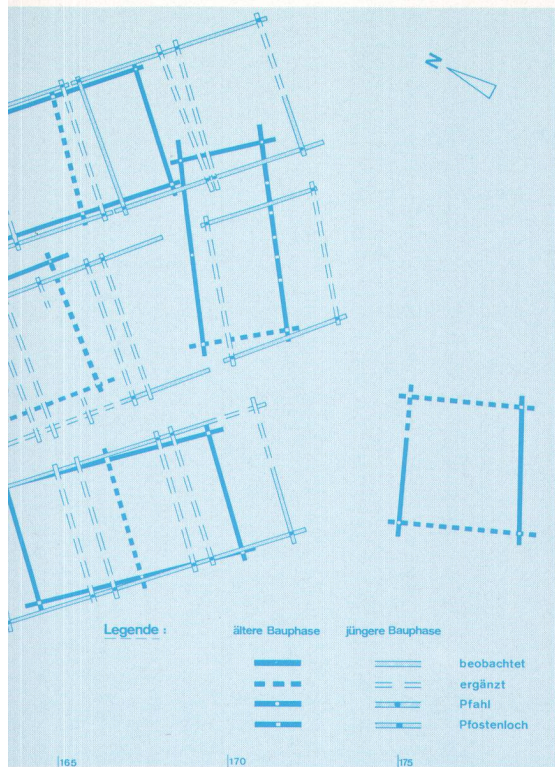 N
Legende : ältere Bauphase jüngere Bauphase
beobachtet
ergänzt
Pfahl
Pfostenloch
165 170 175